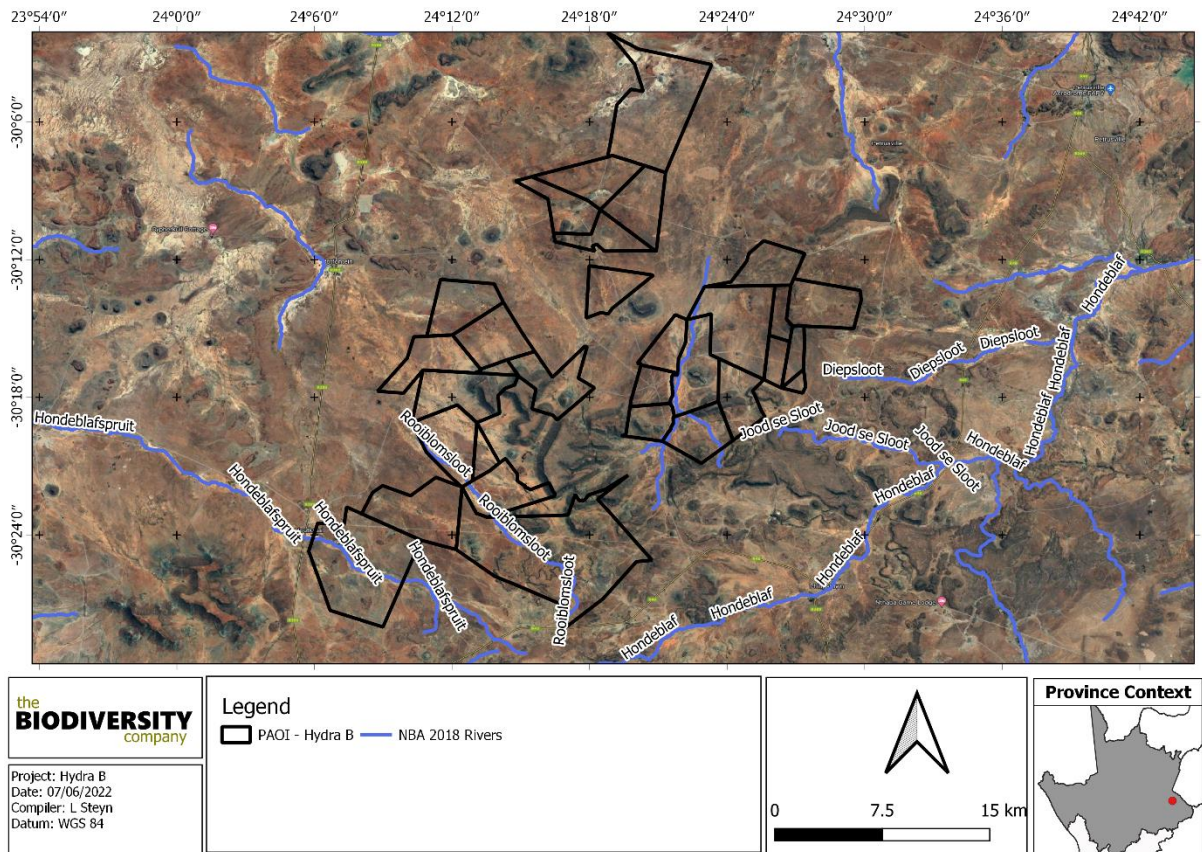 23°54′0″ 24°0′0″ 24°6′0″ 24°12′0″ 24°18′0″ 24°24′0″ 24°30′0″ 24°36′0″ 24°42′0″
-30°6′0″
-30°12′0″
-30°18′0″
-30°24′0″
Petrusville
Hondeblaf
Diepsloot
Diepsloot
Diepsloot
Hondeblaf
Hondeblaf
Hondeblafspruit
Rooiblomsloot
Jood se Sloot
Jood se Sloot
Jood se Sloot
Hondeblaf
Hondeblafspruit
Hondeblafspruit
Rooiblomsloot
Hondeblaf
Hondeblafspruit
Rooiblomsloot
Hondeblaf
Hondeblaf
Hondeblaf
the
BIODIVERSITY
company
Project: Hydra B
Date: 07/06/2022
Compiler: L Steyn
Datum: WGS 84
Legend
PAOI - Hydra B
NBA 2018 Rivers
0 7.5 15 km
Province Context